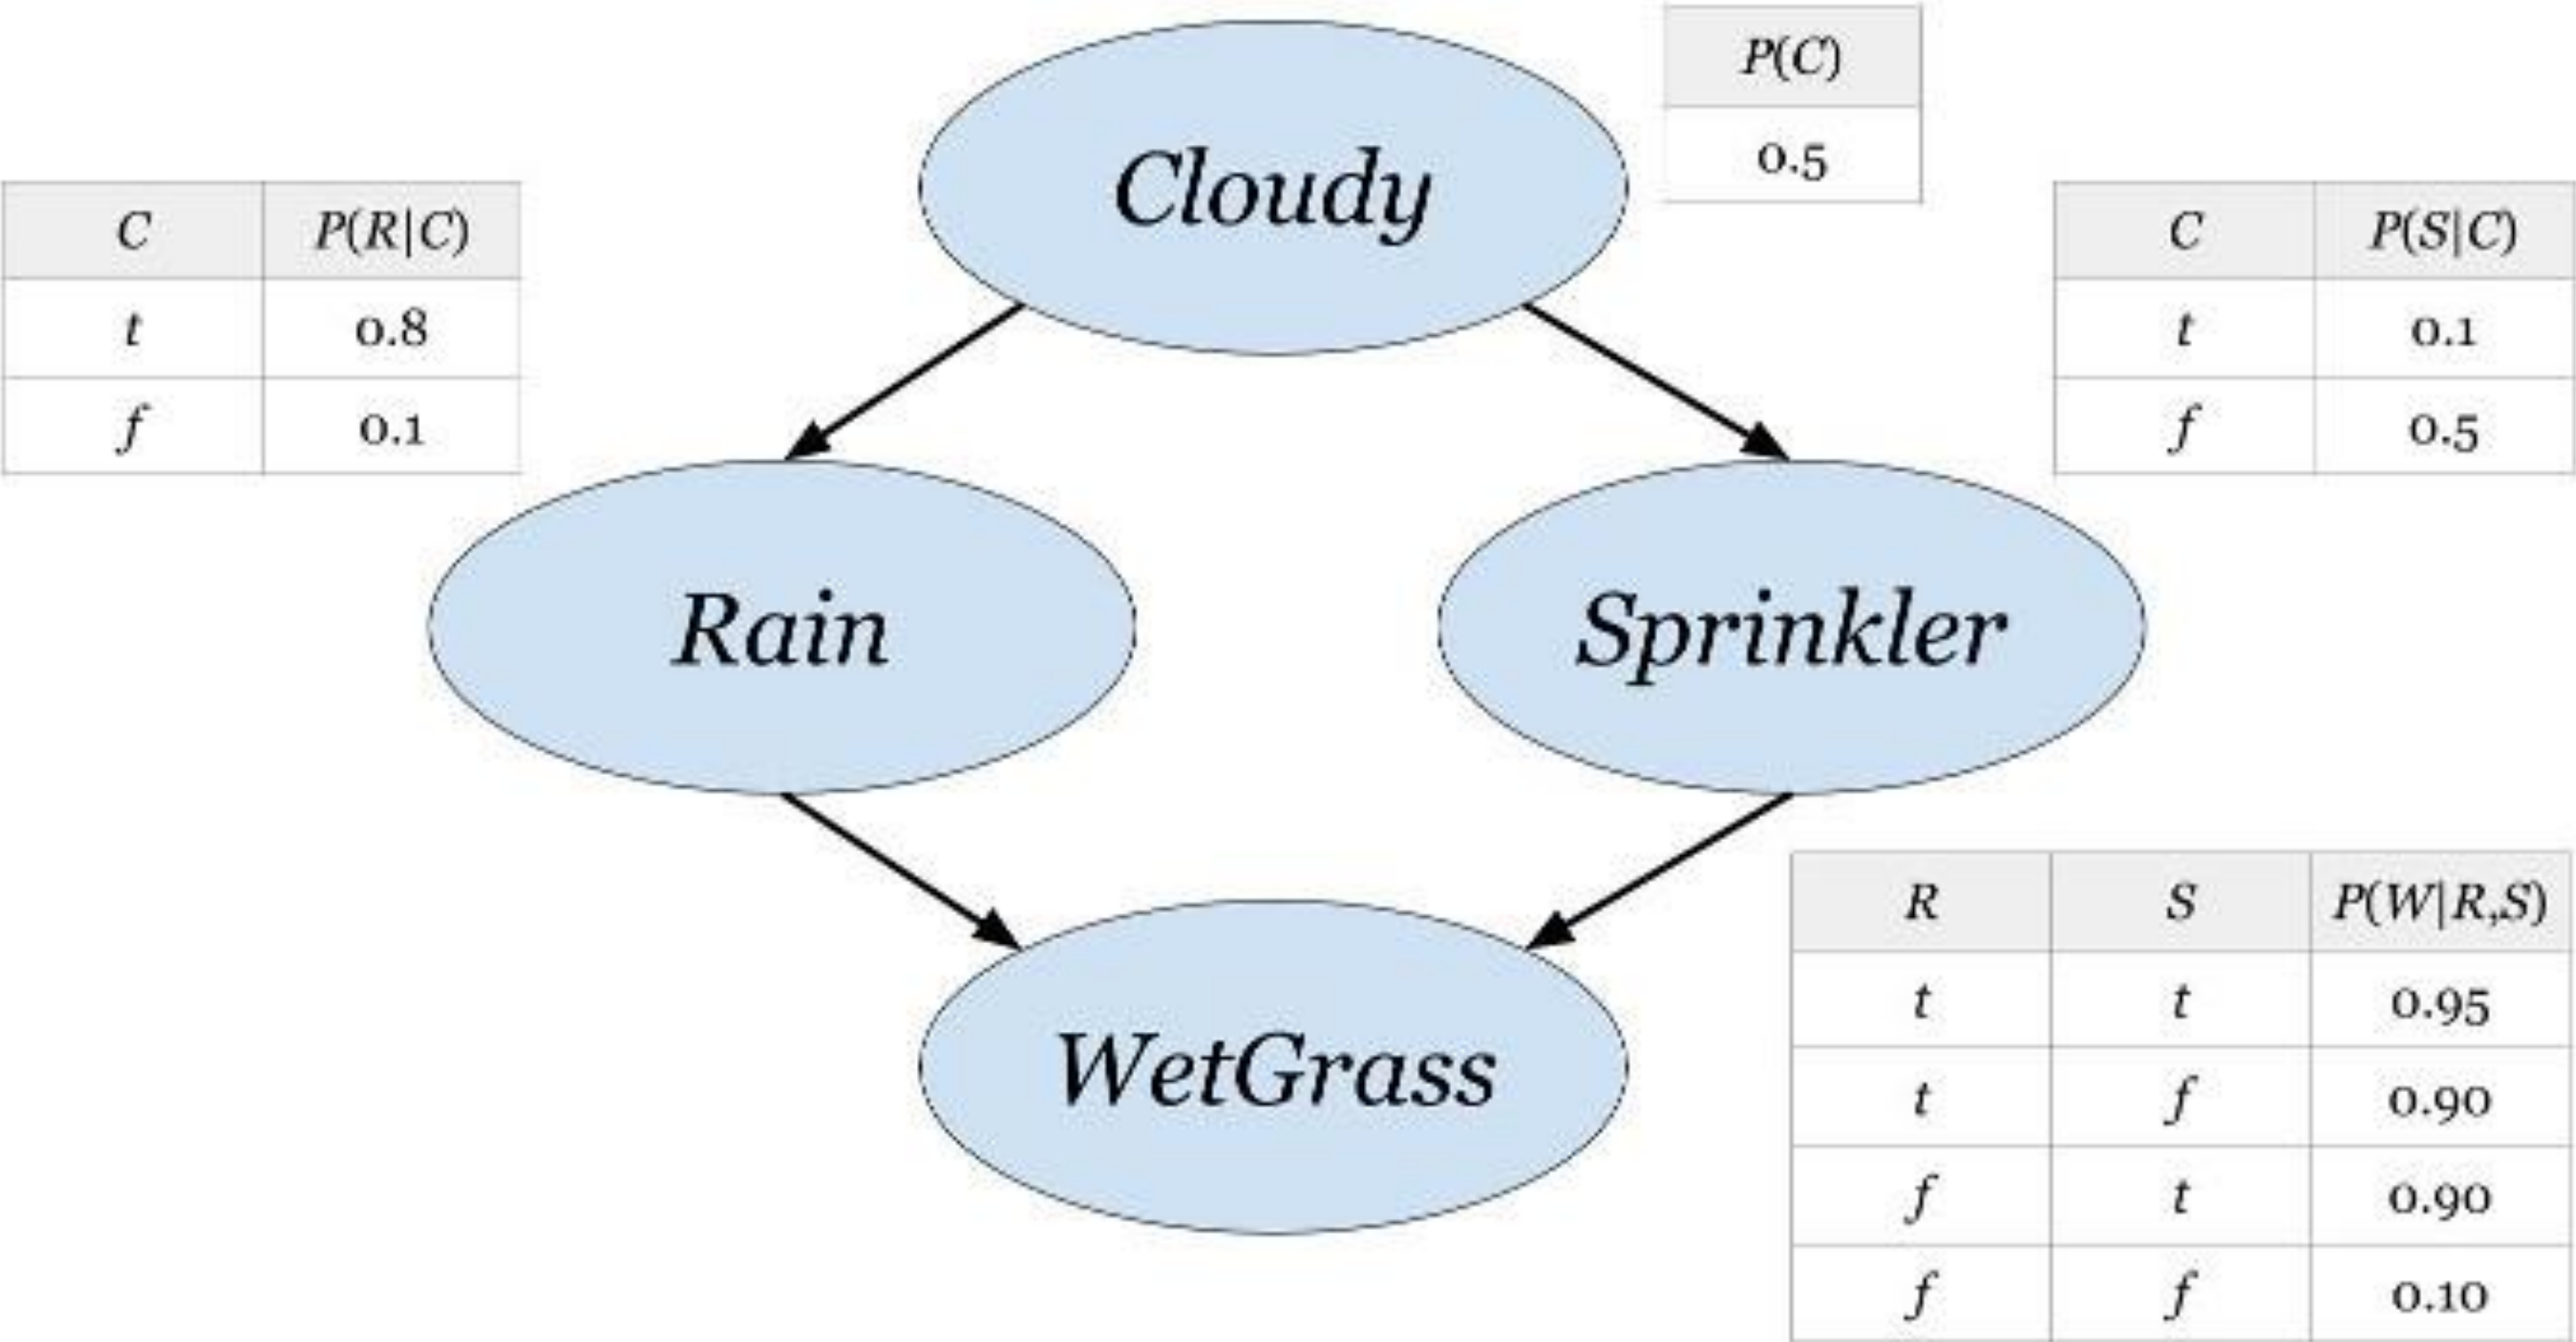 P(C)
0.5
Cloudy
C P(R|C)
t 0.8
f 0.1
C P(S|C)
t 0.1
f 0.5
Rain
Sprinkler
WetGrass
R S P(W|R,S)
t t 0.95
t f 0.90
f t 0.90
f f 0.10